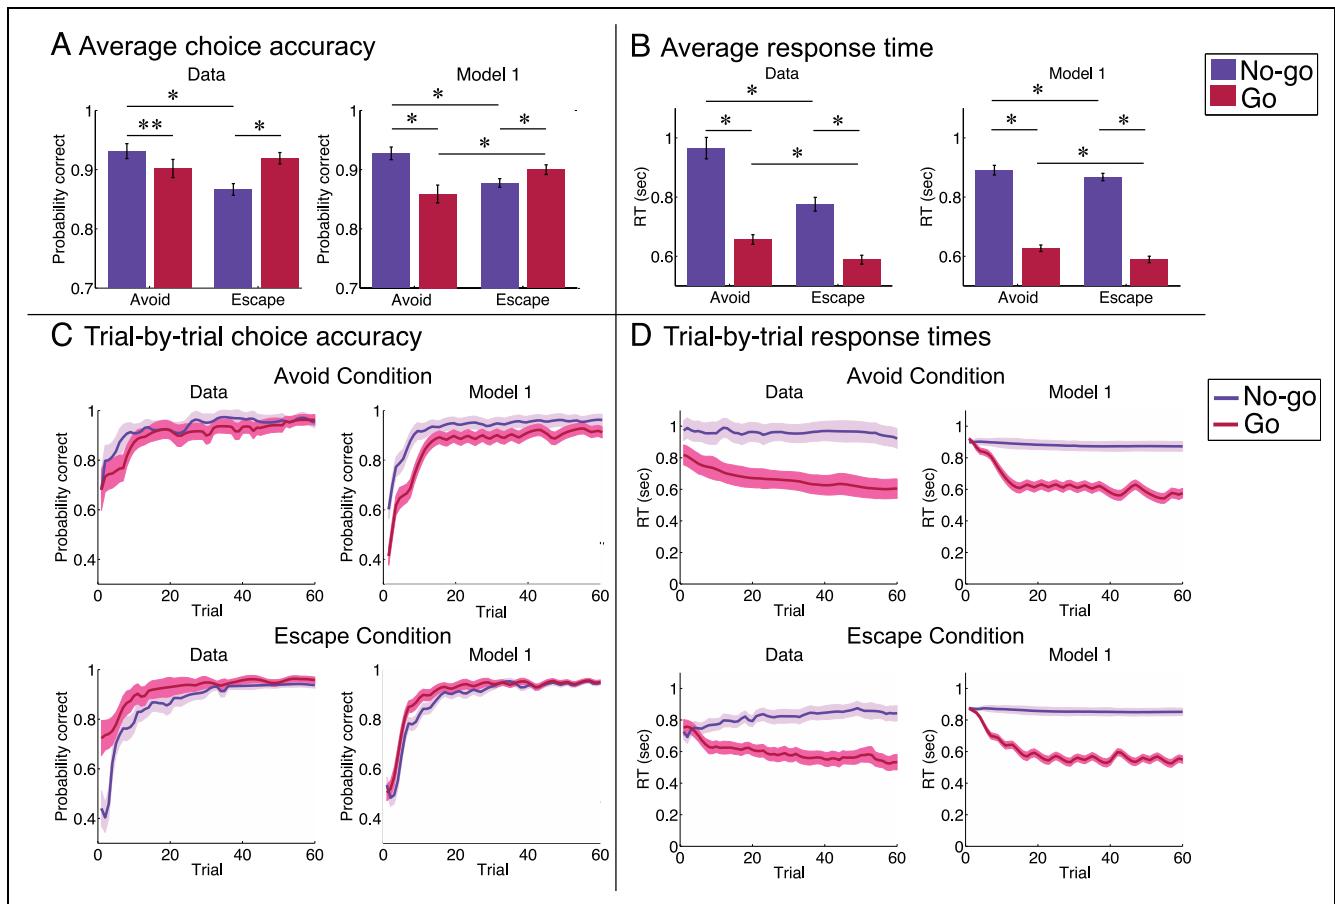 A Average choice accuracy
Data
Model 1
* * ** *
* * * *
Probability correct
1
0.9
0.8
0.7
Avoid Escape
Probability correct
1
0.9
0.8
0.7
Avoid Escape
B Average response time
Data
Model 1
* * * *
* * * *
RT (sec)
1
0.8
0.6
Avoid Escape
RT (sec)
1
0.8
0.6
Avoid Escape
No-go
Go
C Trial-by-trial choice accuracy
Avoid Condition
Data
Model 1
Probability correct
1
0.8
0.6
0.4
0 20 40 60
Trial
Probability correct
1
0.8
0.6
0.4
0 20 40 60
Trial
Escape Condition
Data
Model 1
Probability correct
1
0.8
0.6
0.4
0 20 40 60
Trial
Probability correct
1
0.8
0.6
0.4
0 20 40 60
Trial
D Trial-by-trial response times
Avoid Condition
Data
Model 1
RT (sec)
1
0.8
0.6
0.4
0.2
0
0 20 40 60
Trial
RT (sec)
1
0.8
0.6
0.4
0.2
0
0 20 40 60
Trial
Escape Condition
Data
Model 1
RT (sec)
1
0.8
0.6
0.4
0.2
0
0 20 40 60
Trial
RT (sec)
1
0.8
0.6
0.4
0.2
0
0 20 40 60
Trial
No-go
Go